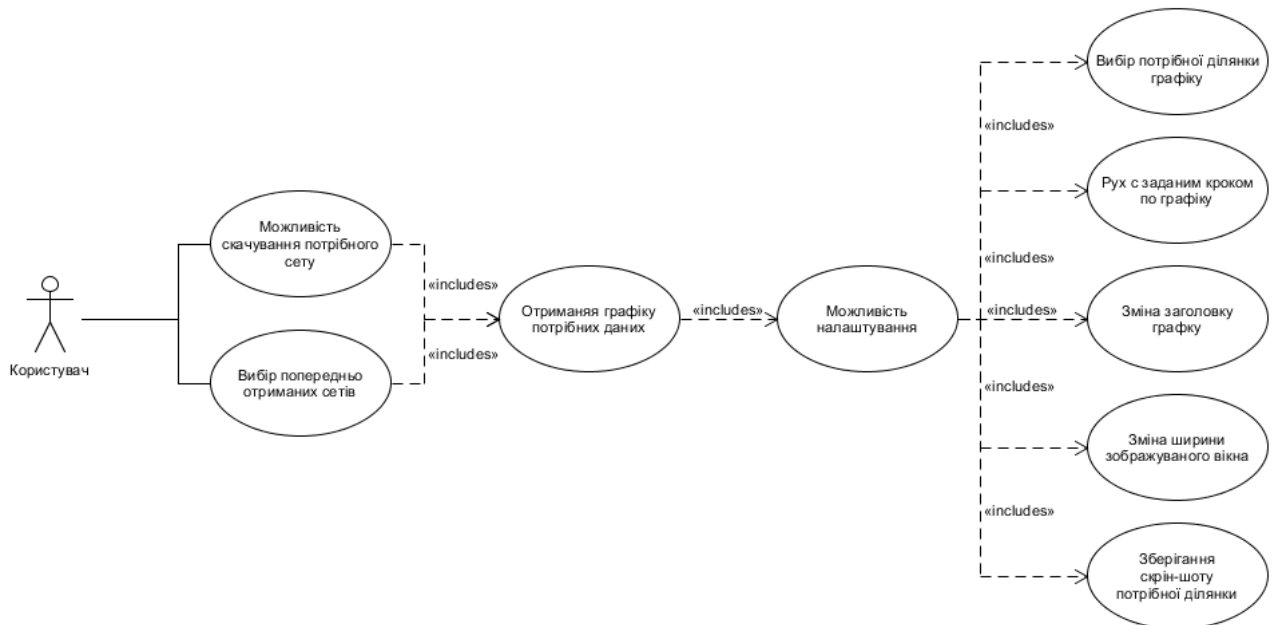 Користувач
Можливість
скачування потрібного
сету
Вибір попередньо
отриманих сетів
«includes»
«includes»
Отриманяя графіку
потрібних даних
«includes»
Можливість
налаштування
«includes»
«includes»
«includes»
«includes»
«includes»
Вибір потрібної ділянки
графіку
Рух с заданим кроком
по графіку
Зміна заголовку
графку
Зміна ширини
зображуваного вікна
Зберігання
скрін-шоту
потрібної ділянки